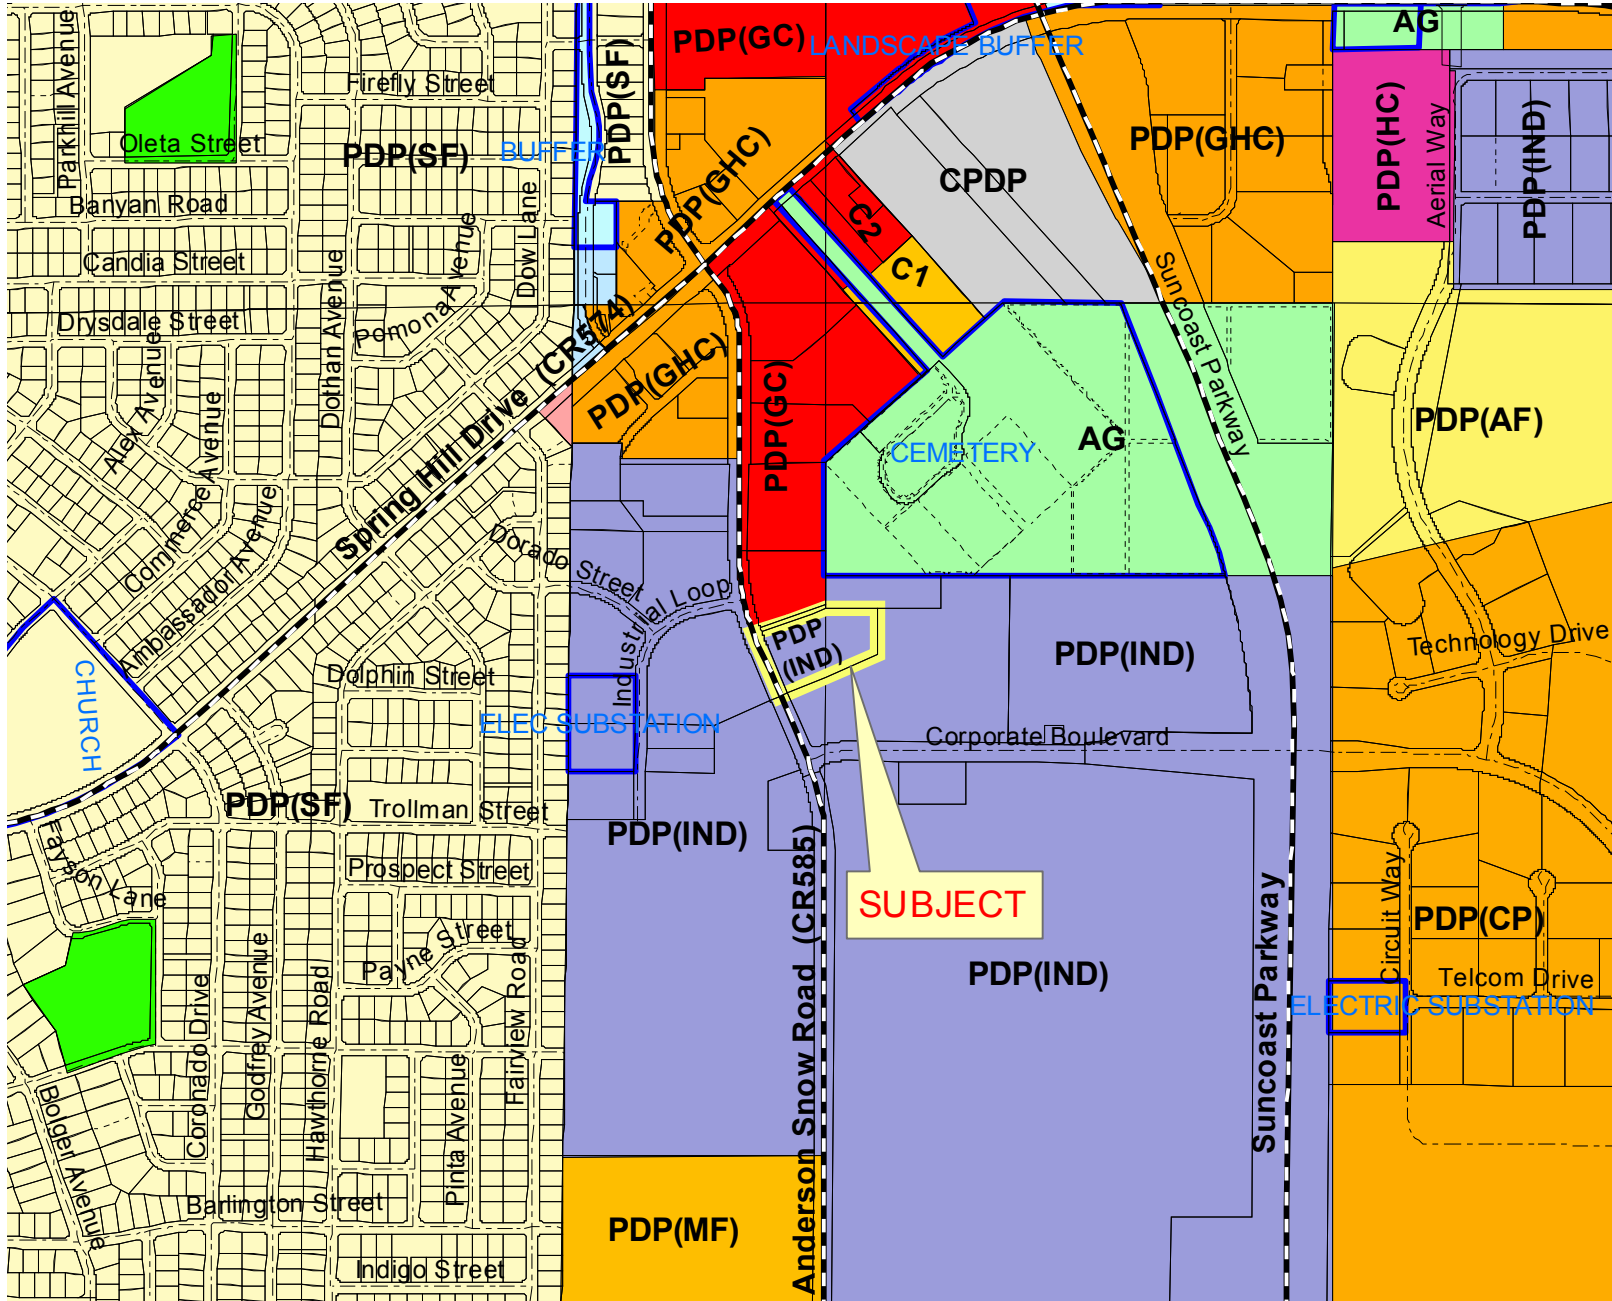 Parkhill Avenue
Firefly Street
Oleta Street
PDP(SF)
BUFFER
PDP(SF)
PDP(GC)
LANDSCAPE BUFFER
AG
PDP(HC)
Aerial Way
PDP(IND)
PDP(GHC)
PDP(GHC)
CPDP
C2
C1
Banyan Road
Candia Street
Drysdale Street
Dothan Avenue
Pomona Avenue
Dow Lane
Alex Avenue
Commerce Avenue
Ambassador Avenue
Spring Hill Drive (CR574)
PDP(GHC)
PDP(GC)
CEMETERY
AG
Suncoast Parkway
PDP(AF)
Dorado Street
Industrial Loop
PDP
(IND)
PDP(IND)
Technology Drive
CHURCH
Dolphin Street
ELEC SUBSTATION
Corporate Boulevard
PDP(SF)
Trollman Street
PDP(IND)
Prospect Street
Fayson Lane
SUBJECT
Anderson Snow Road (CR585)
Suncoast Parkway
PDP(IND)
Circuit Way
PDP(CP)
Telcom Drive
ELECTRIC SUBSTATION
Payne Street
Fairview Road
Coronado Drive
Godfrey Avenue
Hawthorne Road
Pinta Avenue
Bolger Avenue
Barlington Street
Indigo Street
PDP(MF)